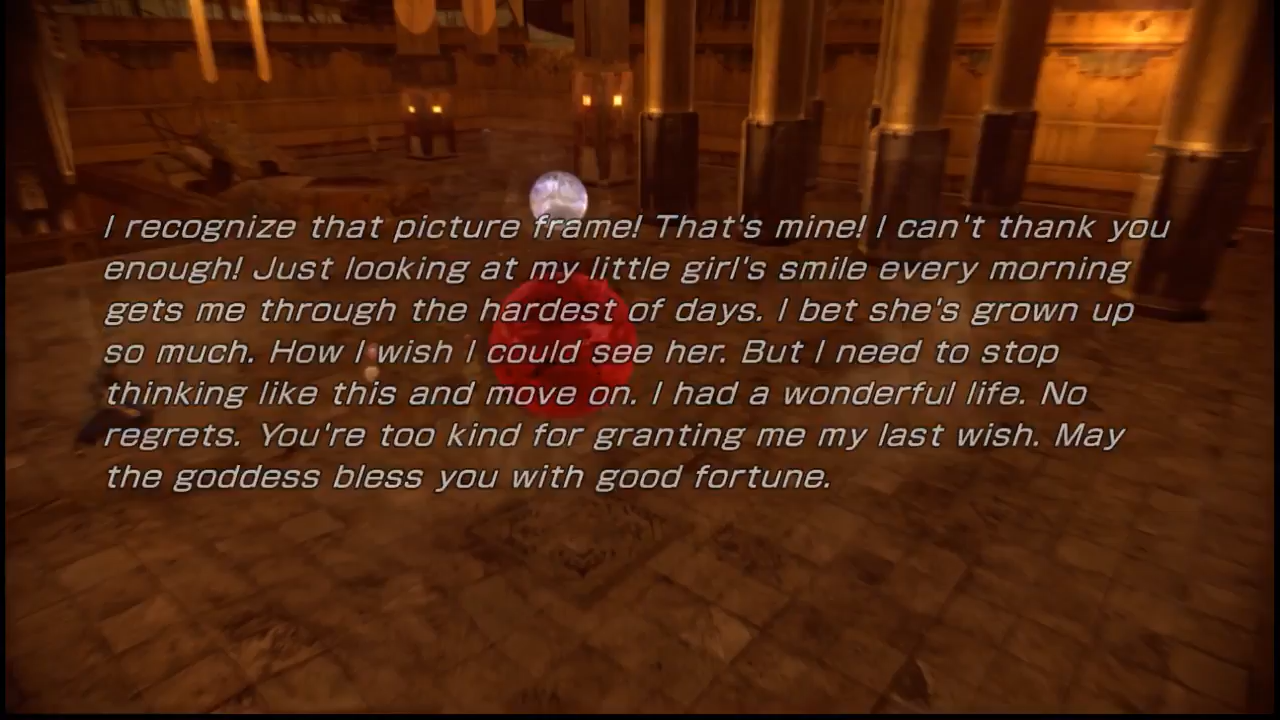 I recognize that picture frame! That's mine! I can't thank you
enough! Just looking at my little girl's smile every morning
gets me through the hardest of days. I bet she's grown up
so much. How I wish I could see her. But I need to stop
thinking like this and move on. I had a wonderful life. No
regrets. You're too kind for granting me my last wish. May
the goddess bless you with good fortune.